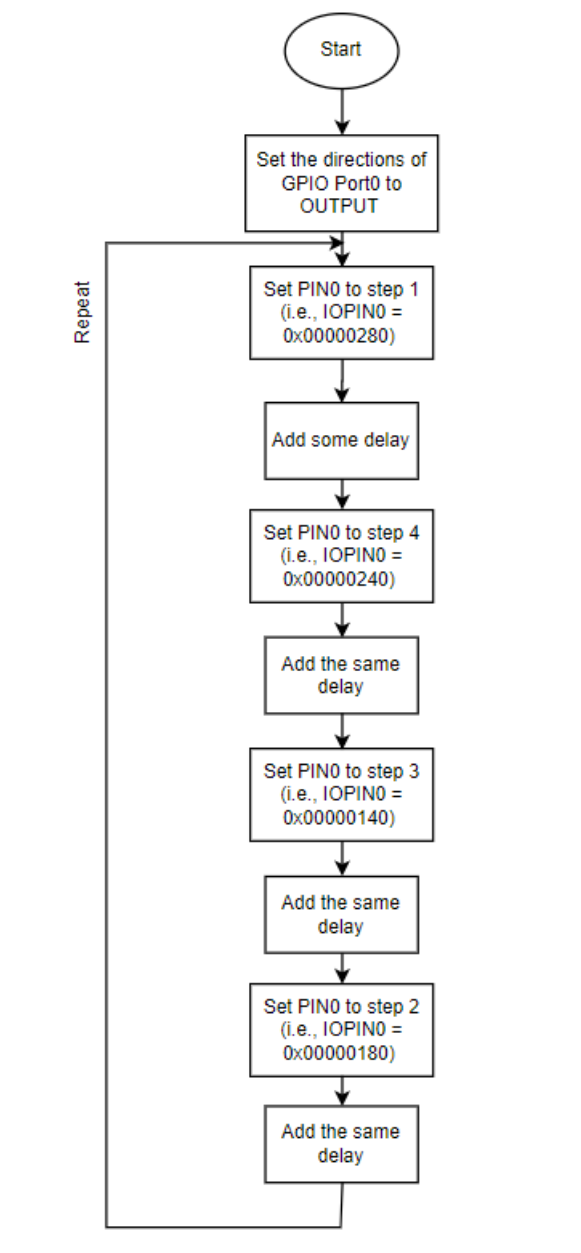 Start
Set the directions of
GPIO Port0 to
OUTPUT
Repeat
Set PIN0 to step 1
(i.e., IOPIN0 =
0x00000280)
Add some delay
Set PIN0 to step 4
(i.e., IOPIN0 =
0x00000240)
Add the same
delay
Set PIN0 to step 3
(i.e., IOPIN0 =
0x00000140)
Add the same
delay
Set PIN0 to step 2
(i.e., IOPIN0 =
0x00000180)
Add the same
delay